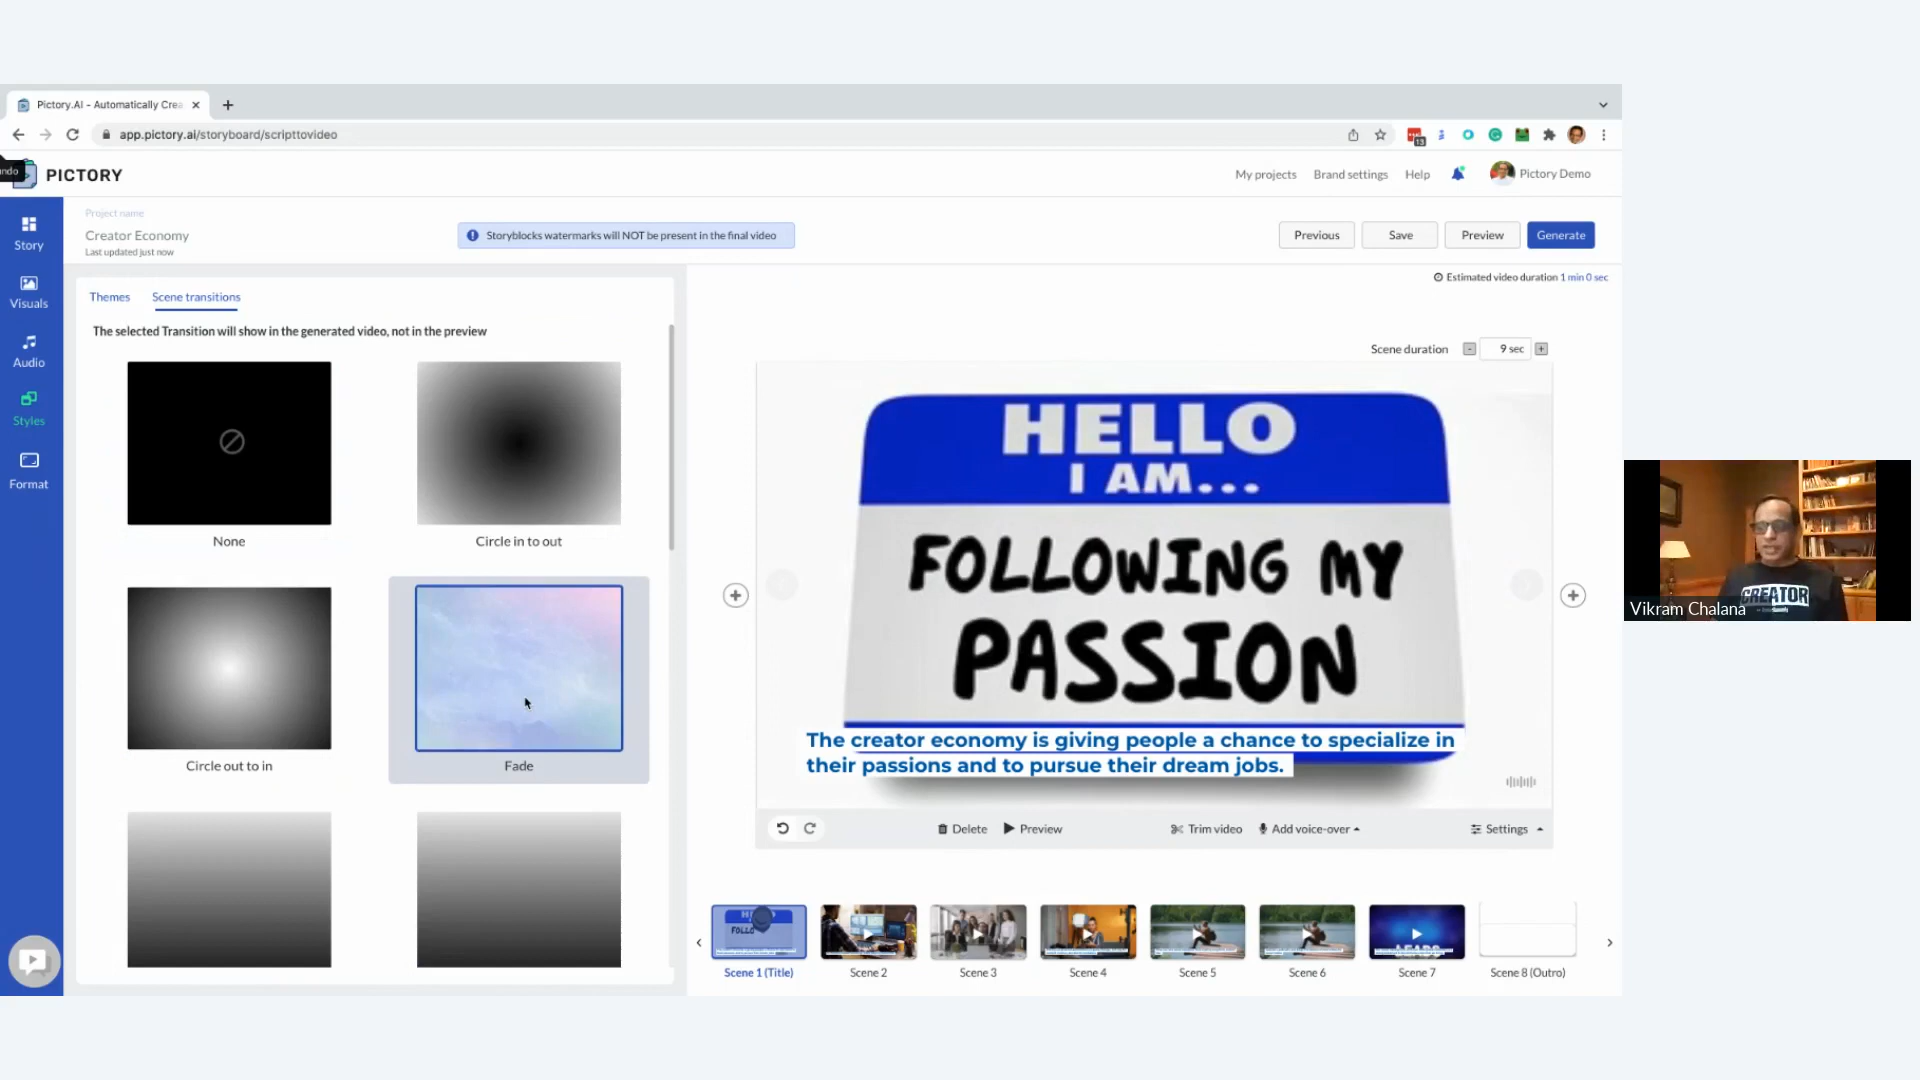 Pictory.AI - Automatically Crea
app.pictory.ai/storyboard/scripttovideo
13
ndo
PICTORY
My projects
Brand settings
Help
Pictory Demo
Story
Visuals
Audio
Styles
Format
Project name
Creator Economy
Last updated just now
Storyblocks watermarks will NOT be present in the final video
Previous
Save
Preview
Generate
Estimated video duration 1 min 0 sec
Themes
Scene transitions
The selected Transition will show in the generated video, not in the preview
None
Circle in to out
Circle out to in
Fade
Scene duration
- 9 sec +
HELLO
I AM...
FOLLOWING MY
PASSION
The creator economy is giving people a chance to specialize in
their passions and to pursue their dream jobs.
Delete
Preview
Trim video
Add voice-over
Settings
Scene 1 (Title)
Scene 2
Scene 3
Scene 4
Scene 5
Scene 6
Scene 7
Scene 8 (Outro)
CREATOR
Vikram Chalana